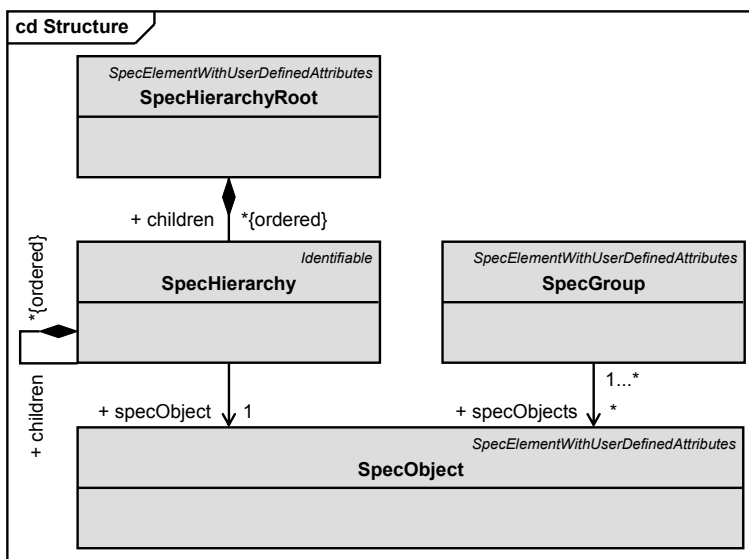 cd Structure
SpecElementWithUserDefinedAttributes
SpecHierarchyRoot
+ children *{ordered}
Identifiable
SpecHierarchy
SpecElementWithUserDefinedAttributes
SpecGroup
*{ordered}
+ children
1...*
+ specObject 1
+ specObjects *
SpecElementWithUserDefinedAttributes
SpecObject